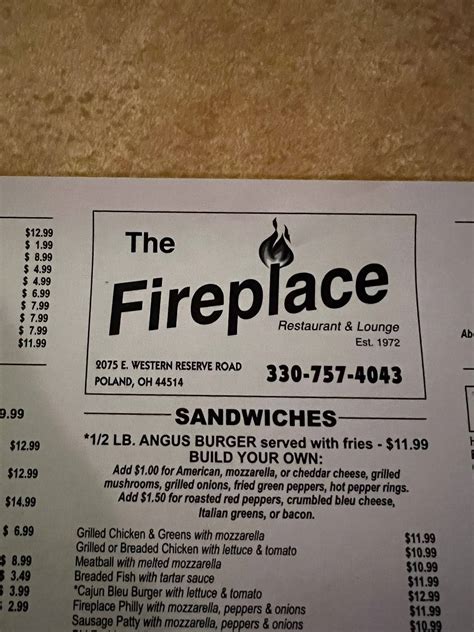 $12.99
$ 1.99
$ 8.99
$ 4.99
$ 4.99
$ 6.99
$ 7.99
$ 7.99
$ 7.99
$11.99
The
Fireplace
Restaurant & Lounge
Est. 1972
2075 E. WESTERN RESERVE ROAD
POLAND, OH 44514
330-757-4043
9.99
$12.99
$12.99
$14.99
$ 6.99
$ 8.99
$ 3.49
$ 3.99
$ 2.99
SANDWICHES
*1/2 LB. ANGUS BURGER served with fries - $11.99
BUILD YOUR OWN:
Add $1.00 for American, mozzarella, or cheddar cheese, grilled
mushrooms, grilled onions, fried green peppers, hot pepper rings.
Add $1.50 for roasted red peppers, crumbled bleu cheese,
Italian greens, or bacon.
Grilled Chicken & Greens with mozzarella $11.99
Grilled or Breaded Chicken with lettuce & tomato $10.99
Meatball with melted mozzarella $10.99
Breaded Fish with tartar sauce $11.99
*Cajun Bleu Burger with lettuce & tomato $12.99
Fireplace Philly with mozzarella, peppers & onions $11.99
Sausage Patty with mozzarella, peppers & onions $10.99
Ab